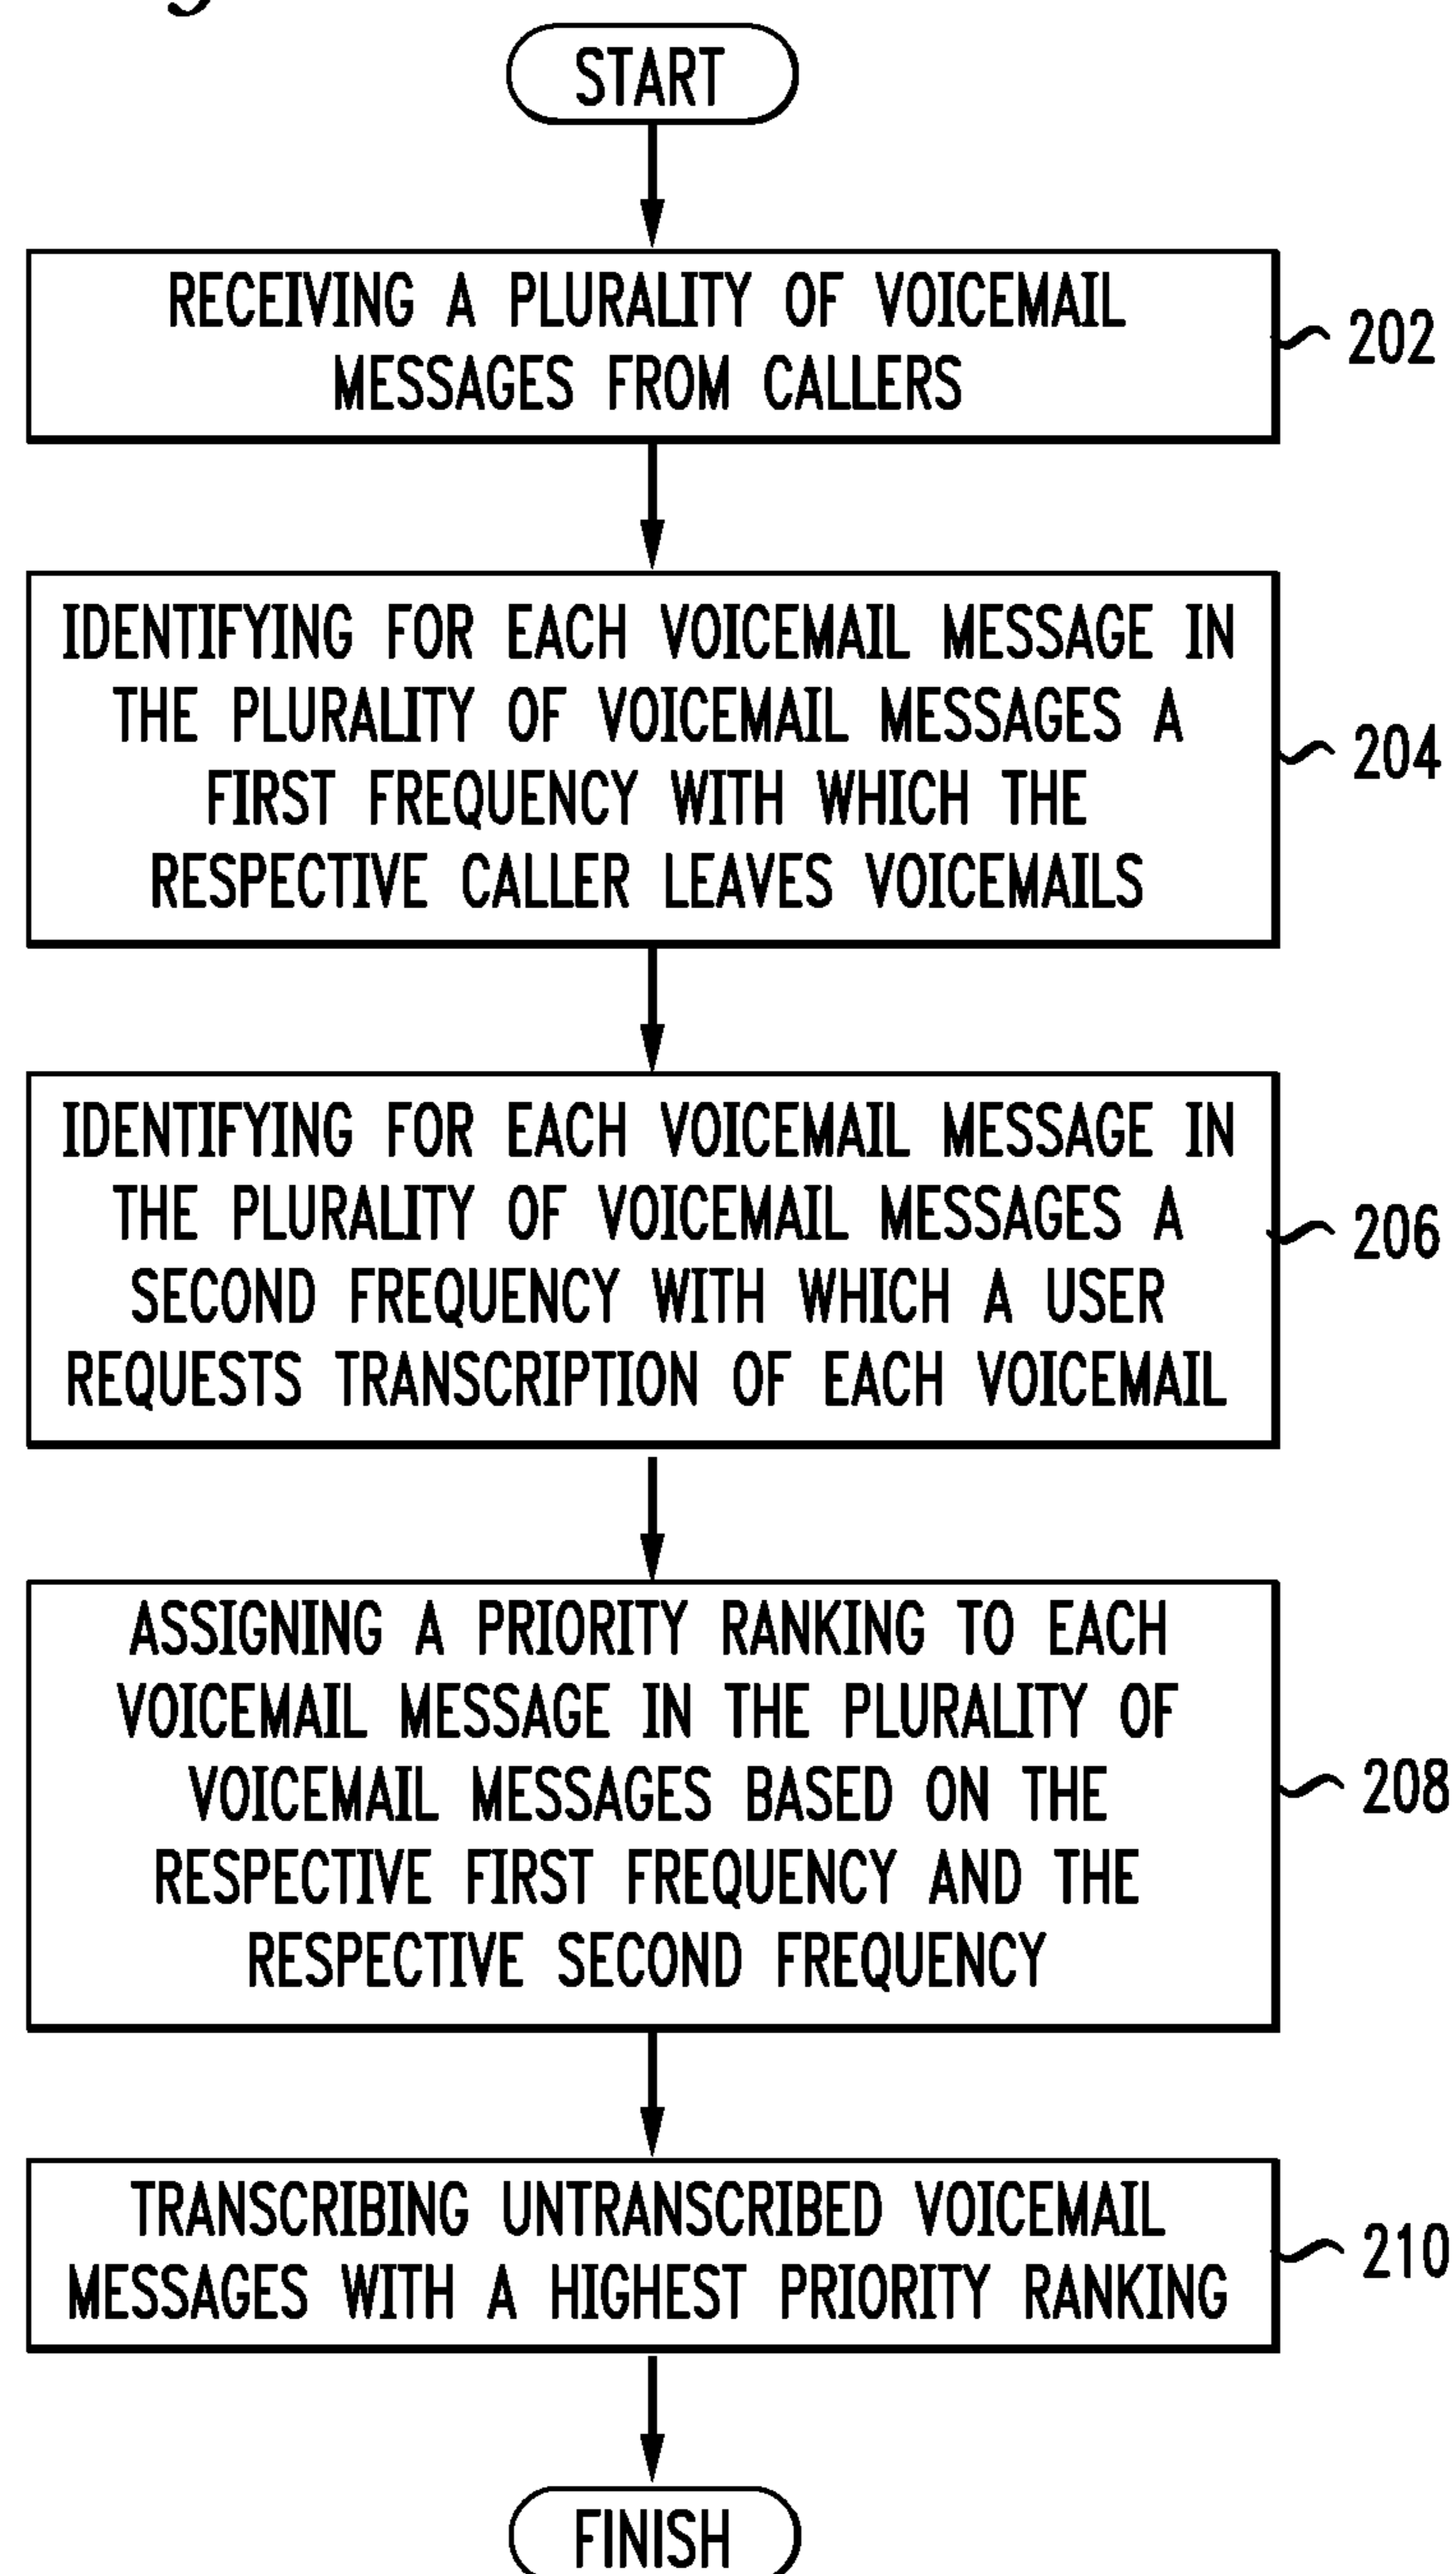 START
RECEIVING A PLURALITY OF VOICEMAIL
MESSAGES FROM CALLERS
202
IDENTIFYING FOR EACH VOICEMAIL MESSAGE IN
THE PLURALITY OF VOICEMAIL MESSAGES A
FIRST FREQUENCY WITH WHICH THE
RESPECTIVE CALLER LEAVES VOICEMAILS
204
IDENTIFYING FOR EACH VOICEMAIL MESSAGE IN
THE PLURALITY OF VOICEMAIL MESSAGES A
SECOND FREQUENCY WITH WHICH A USER
REQUESTS TRANSCRIPTION OF EACH VOICEMAIL
206
ASSIGNING A PRIORITY RANKING TO EACH
VOICEMAIL MESSAGE IN THE PLURALITY OF
VOICEMAIL MESSAGES BASED ON THE
RESPECTIVE FIRST FREQUENCY AND THE
RESPECTIVE SECOND FREQUENCY
208
TRANSCRIBING UNTRANSCRIBED VOICEMAIL
MESSAGES WITH A HIGHEST PRIORITY RANKING
210
FINISH